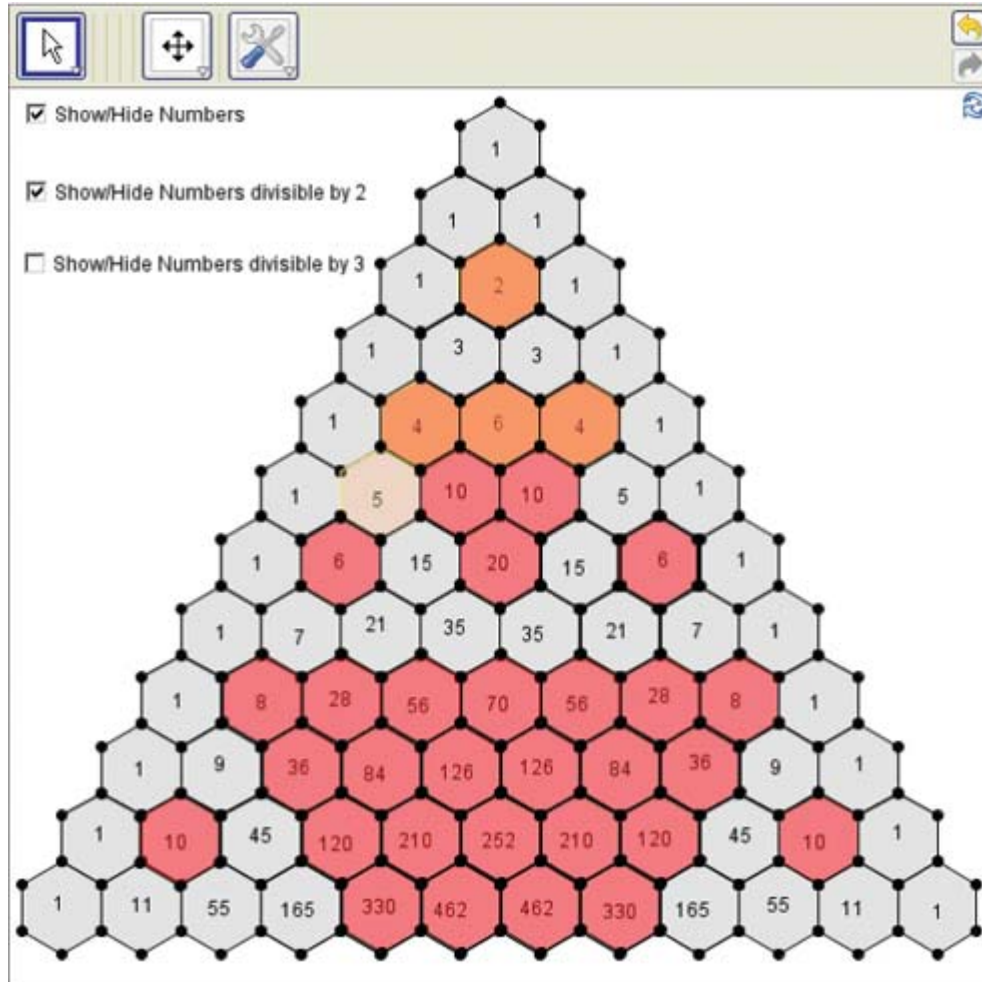 Show/Hide Numbers
1
Show/Hide Numbers divisible by 2
1 1
Show/Hide Numbers divisible by 3
1 2 1
1 3 3 1
1 4 6 4 1
1 5 10 10 5 1
1 6 15 20 15 6 1
1 7 21 35 35 21 7 1
1 8 28 56 70 56 28 8 1
1 9 36 84 126 126 84 36 9 1
1 10 45 120 210 252 210 120 45 10 1
1 11 55 165 330 462 462 330 165 55 11 1